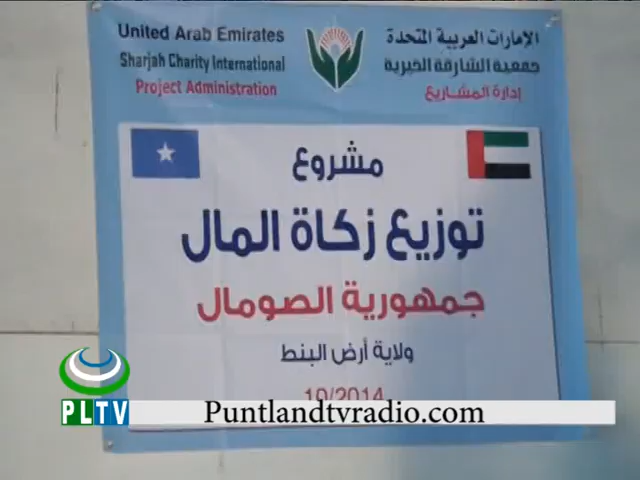 United Arab Emirates
Sharjah Charity International
Project Administration
الإمارات العربية المتحدة
جمعية الشارقة الخيرية
إدارة المشاريع
مشروع
توزيع زكاة المال
جمهورية الصومال
ولاية أرض البنط
10/2014
PLTV
Puntlandtvradio.com